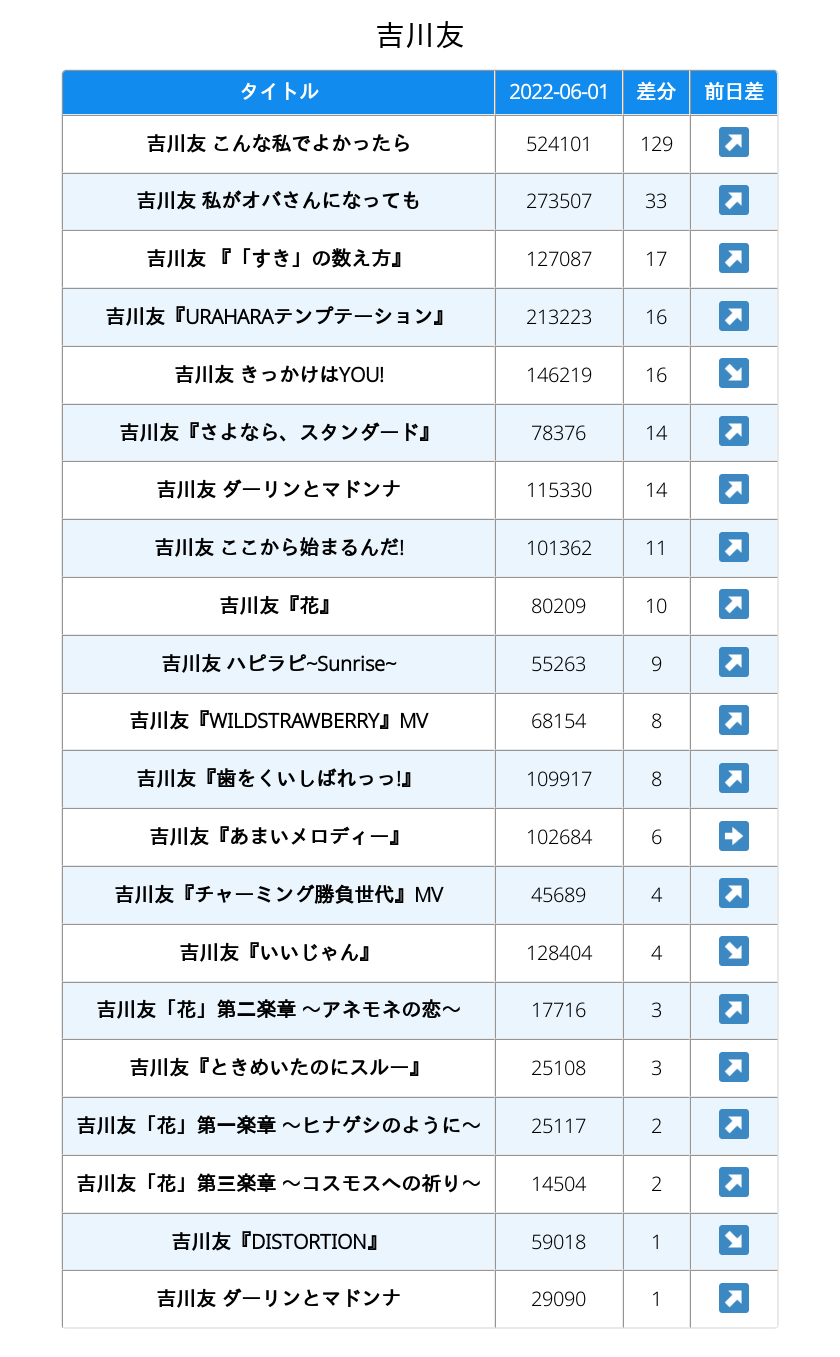 吉川友
タイトル 2022-06-01 差分 前日差
吉川友 こんな私でよかったら 524101 129 ↗
吉川友 私がオバさんになっても 273507 33 ↗
吉川友 『「すき」の数え方』 127087 17 ↗
吉川友『URAHARAテンプテーション』 213223 16 ↗
吉川友 きっかけはYOU! 146219 16 ↘
吉川友『さよなら、スタンダード』 78376 14 ↗
吉川友 ダーリンとマドンナ 115330 14 ↗
吉川友 ここから始まるんだ! 101362 11 ↗
吉川友『花』 80209 10 ↗
吉川友 ハピラピ~Sunrise~ 55263 9 ↗
吉川友『WILDSTRAWBERRY』MV 68154 8 ↗
吉川友『歯をくいしばれっっ!』 109917 8 ↗
吉川友『あまいメロディー』 102684 6 ➡
吉川友『チャーミング勝負世代』MV 45689 4 ↗
吉川友『いいじゃん』 128404 4 ↘
吉川友「花」第二楽章 〜アネモネの恋〜 17716 3 ↗
吉川友『ときめいたのにスルー』 25108 3 ↗
吉川友「花」第一楽章 〜ヒナゲシのように〜 25117 2 ↗
吉川友「花」第三楽章 〜コスモスへの祈り〜 14504 2 ↗
吉川友『DISTORTION』 59018 1 ↘
吉川友 ダーリンとマドンナ 29090 1 ↗